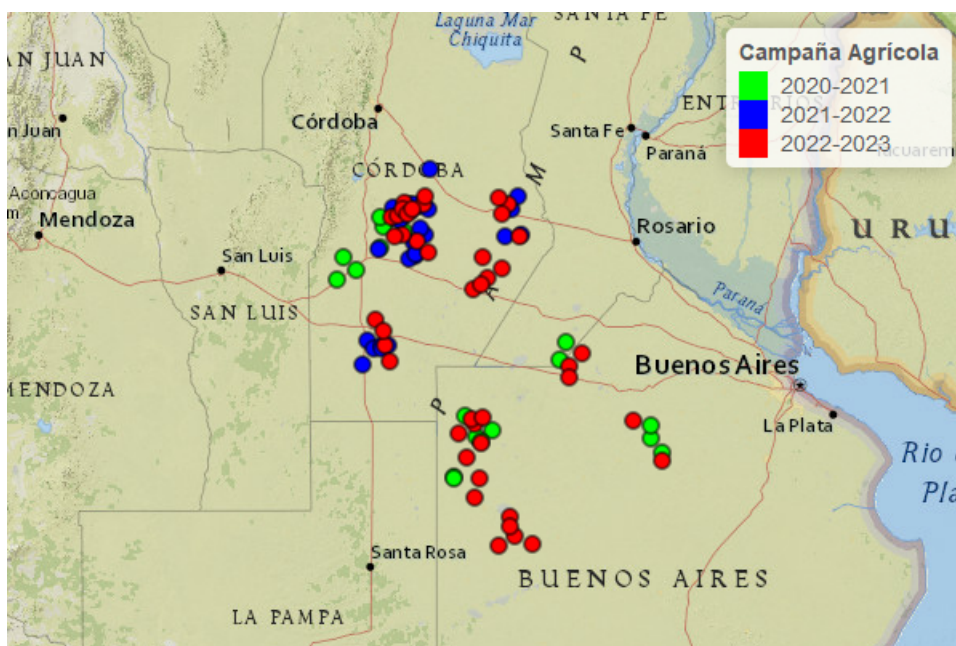 Laguna Mar
Chiquita
SANTA FE
Campaña Agrícola
2020-2021
2021-2022
2022-2023
AN JUAN
P
Córdoba
n Juan
Santa Fe
ENTRE RIOS
Paraná
Tacuarem
CÓRDOBA
M
Aconcagua
m
Mendoza
Rosario
URU
San Luis
A
SAN LUIS
Paraná
Buenos Aires
MENDOZA
P
La Plata
Rio
Pla
Santa Rosa
BUENOS AIRES
LA PAMPA